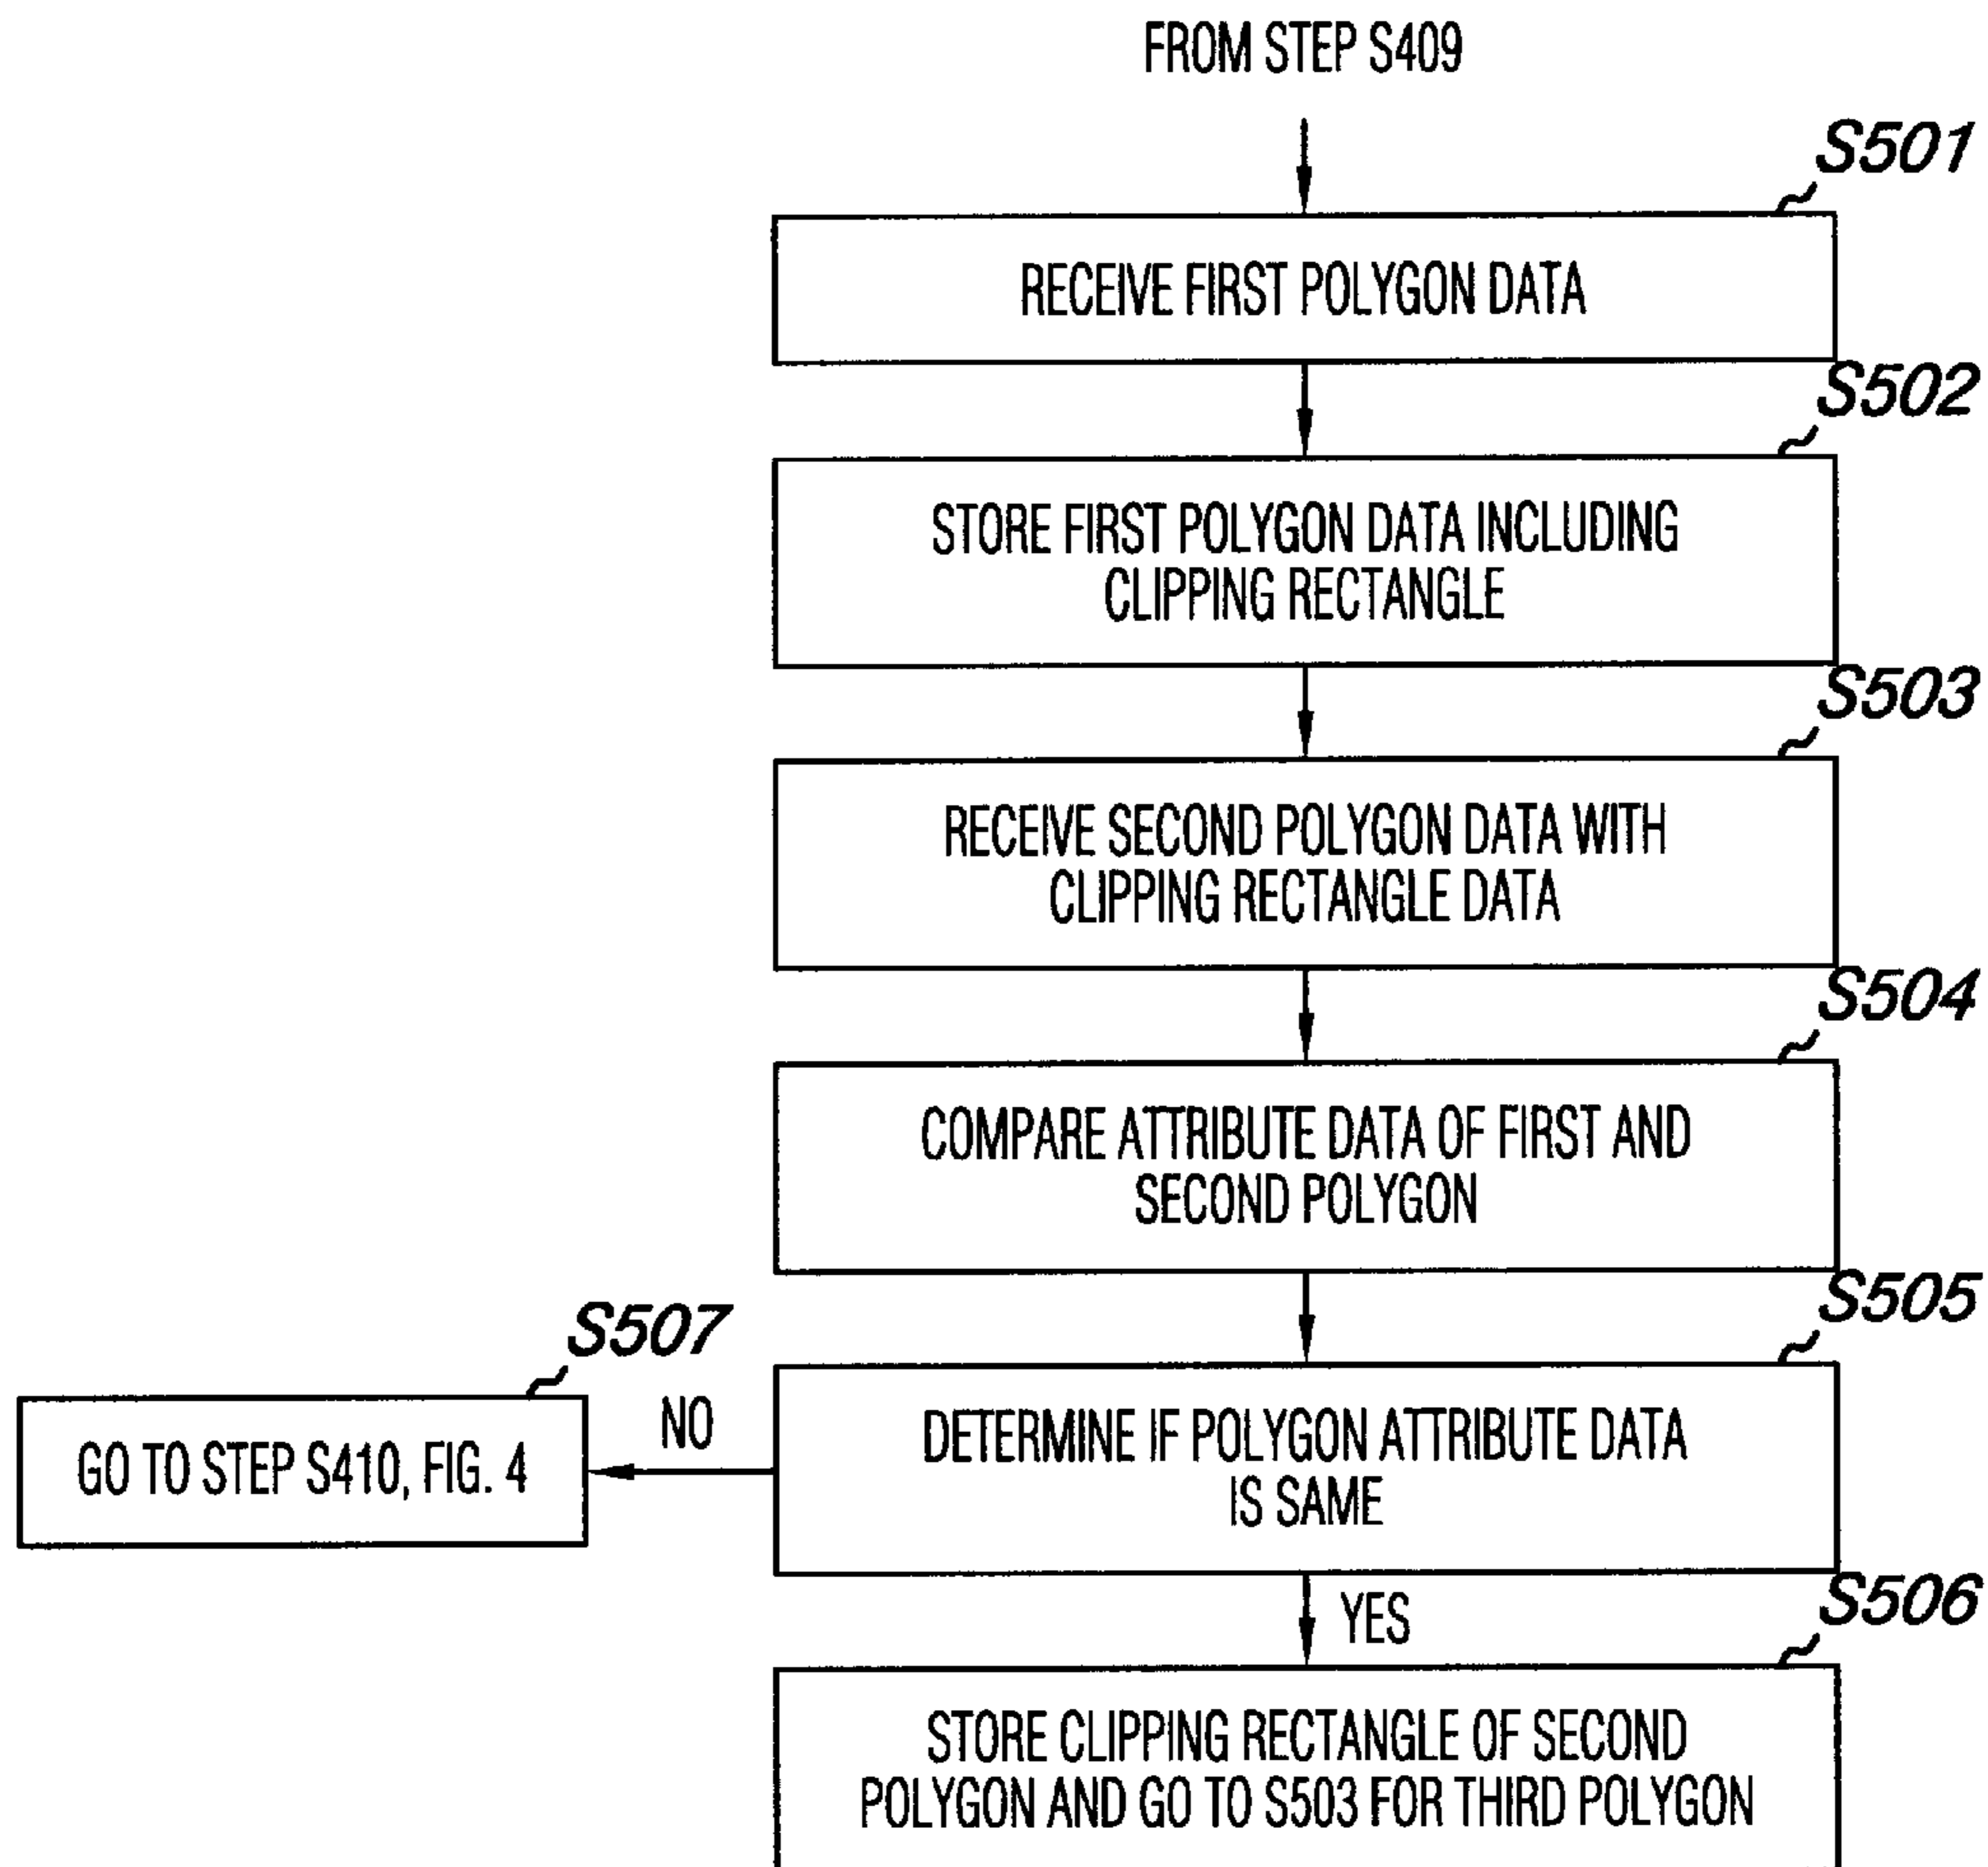 FROM STEP S409
S501
RECEIVE FIRST POLYGON DATA
S502
STORE FIRST POLYGON DATA INCLUDING
CLIPPING RECTANGLE
S503
RECEIVE SECOND POLYGON DATA WITH
CLIPPING RECTANGLE DATA
S504
COMPARE ATTRIBUTE DATA OF FIRST AND
SECOND POLYGON
S505
DETERMINE IF POLYGON ATTRIBUTE DATA
IS SAME
NO
S507
GO TO STEP S410, FIG. 4
YES
S506
STORE CLIPPING RECTANGLE OF SECOND
POLYGON AND GO TO S503 FOR THIRD POLYGON